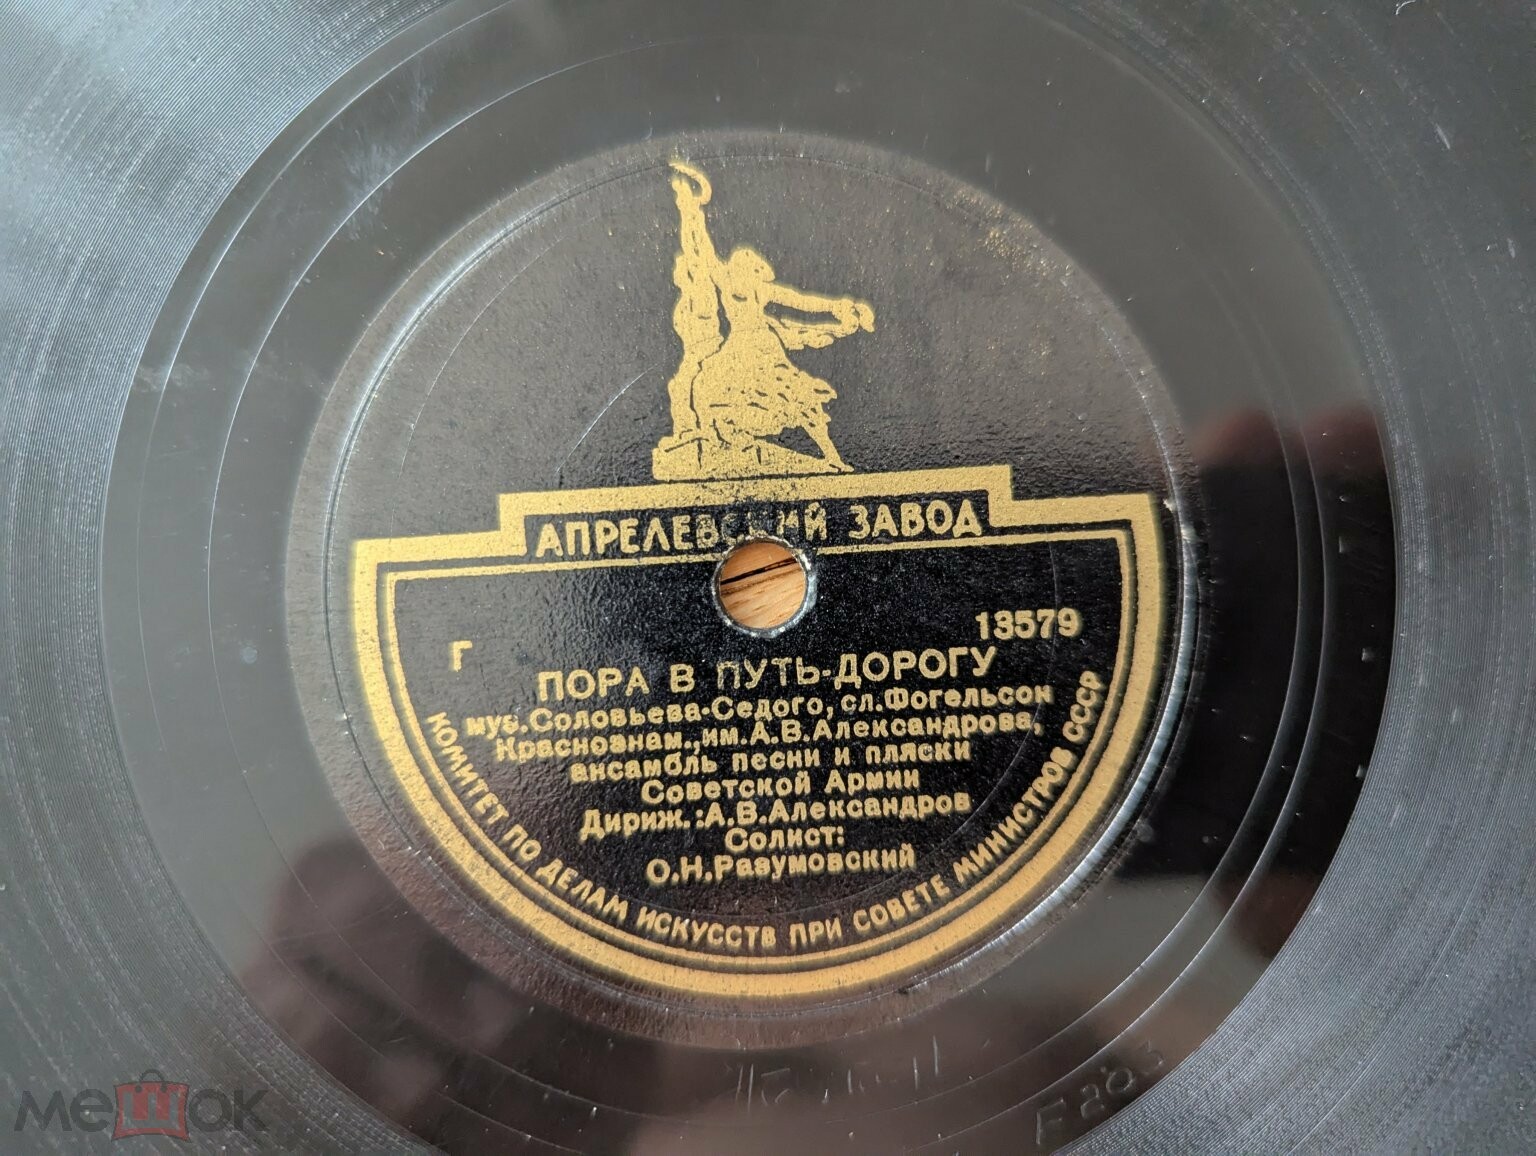 АПРЕЛЕВСКИЙ ЗАВОД
13579
Г
ПОРА В ПУТЬ-ДОРОГУ
муз.Соловьева-Седого, сл.Фогельсон
Краснознам.,им.А.В.Александрова,
ансамбль песни и пляски
Советской Армии
Дириж.:А.В.Александров
Солист:
О.Н.Разумовский
КОМИТЕТ ПО ДЕЛАМ ИСКУССТВ ПРИ СОВЕТЕ МИНИСТРОВ СССР
мешок